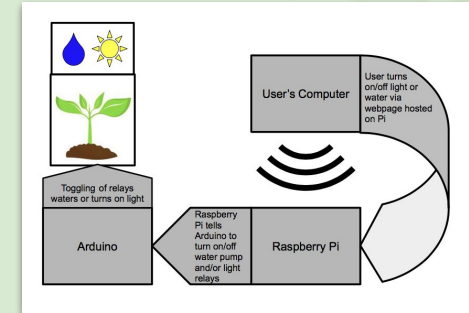 User's Computer
User turns
on/off light or
water via
webpage hosted
on Pi
Toggling of relays
waters or turns on light
Arduino
Raspberry
Pi tells
Arduino to
turn on/off
water pump
and/or light
relays
Raspberry Pi